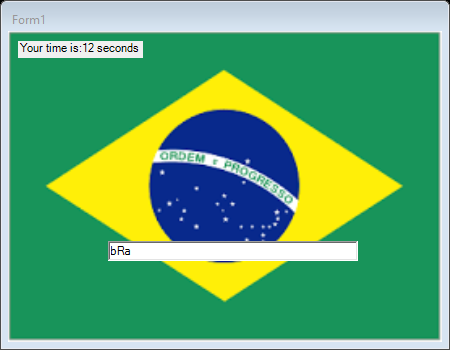 Form1
Your time is:12 seconds
ORDEM E PROGRESSO
bRa